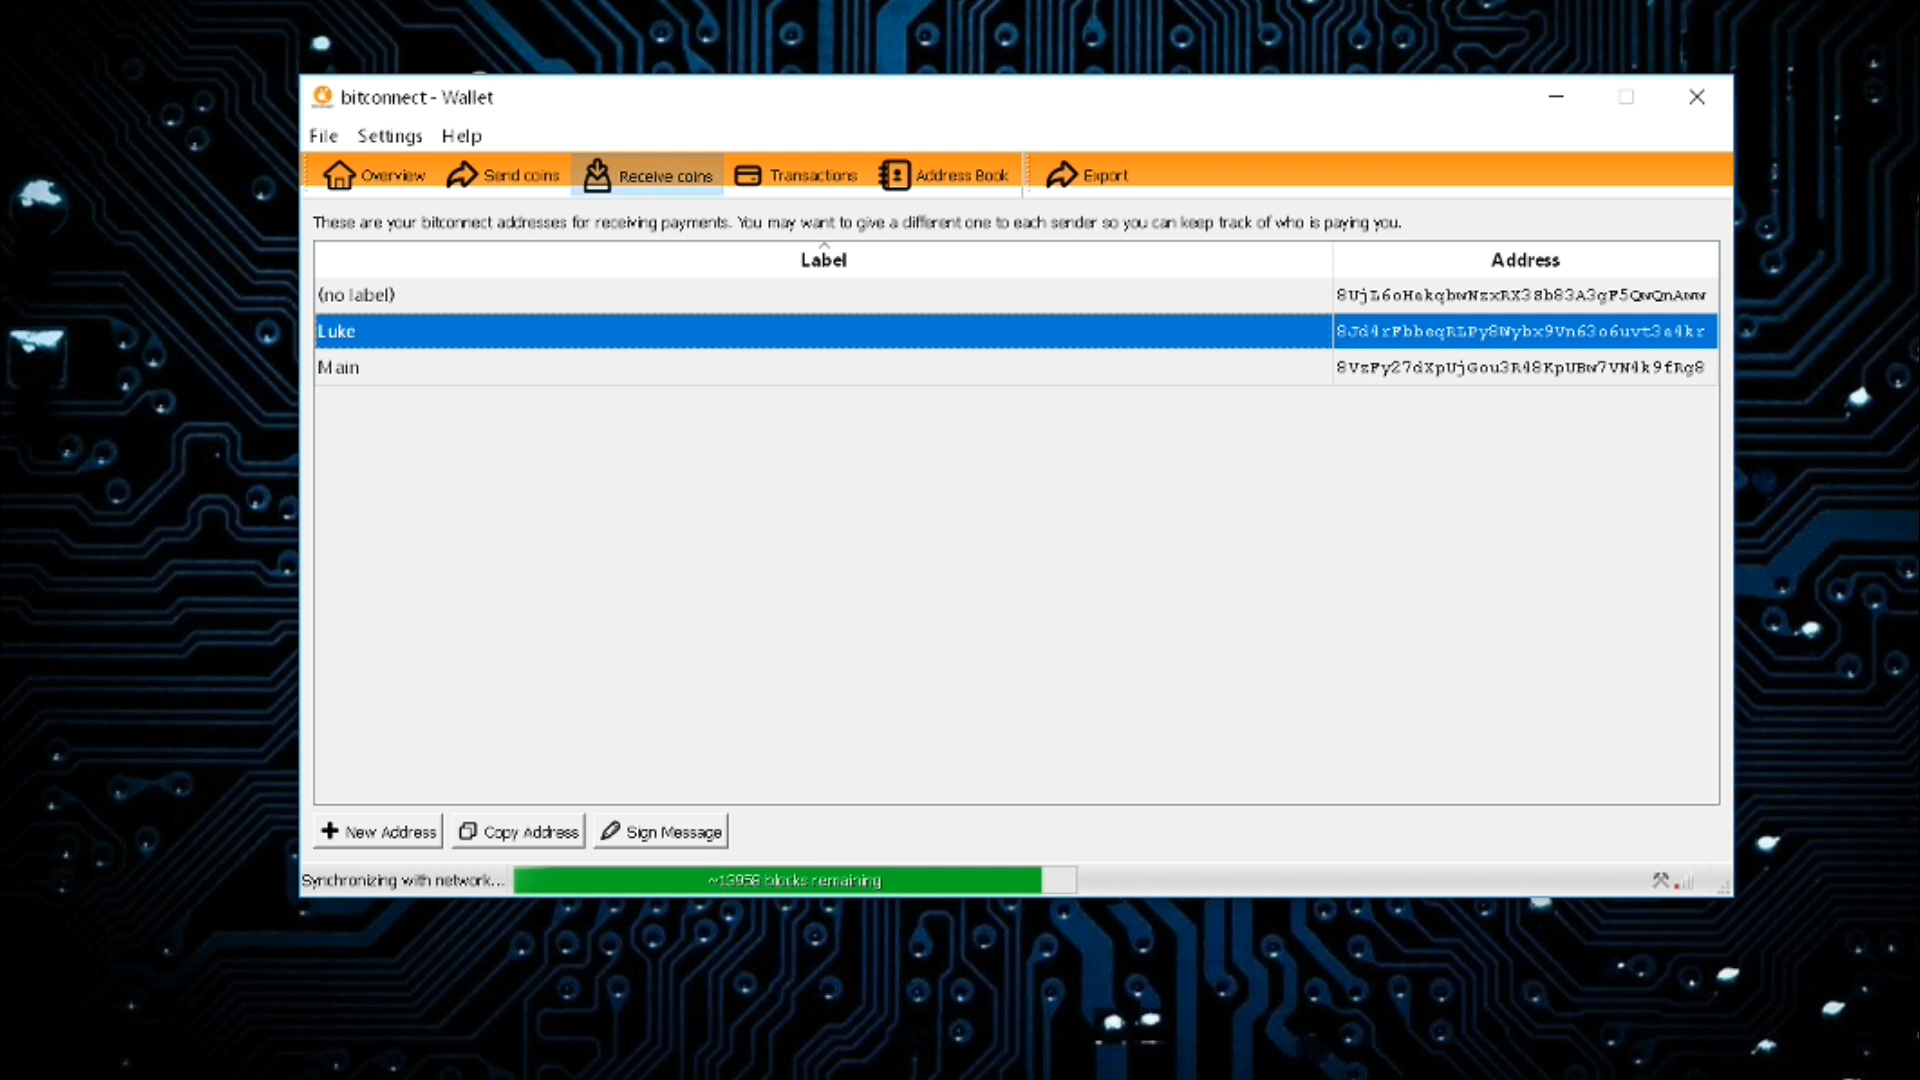 bitconnect - Wallet
File Settings Help
Overview Send coins Receive coins Transactions Address Book Export
These are your bitconnect addresses for receiving payments. You may want to give a different one to each sender so you can keep track of who is paying you.
Label Address
(no label)
Luke
Main
New Address Copy Address Sign Message
Synchronizing with network... ~13958 blocks remaining